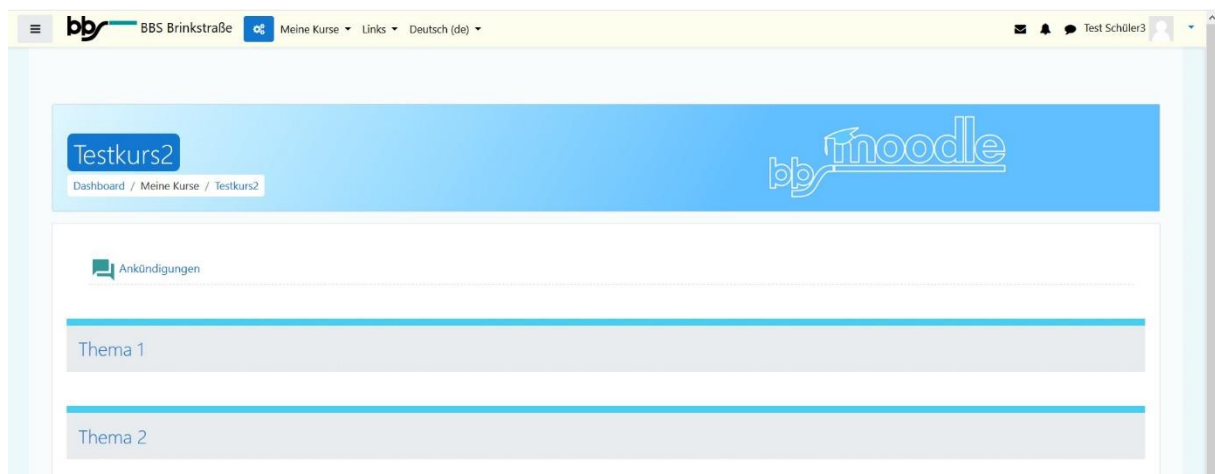 bbs BBS Brinkstraße Meine Kurse Links Deutsch (de) Test Schüler3
Testkurs2
Dashboard / Meine Kurse / Testkurs2
bbs moodle
Ankündigungen
Thema 1
Thema 2